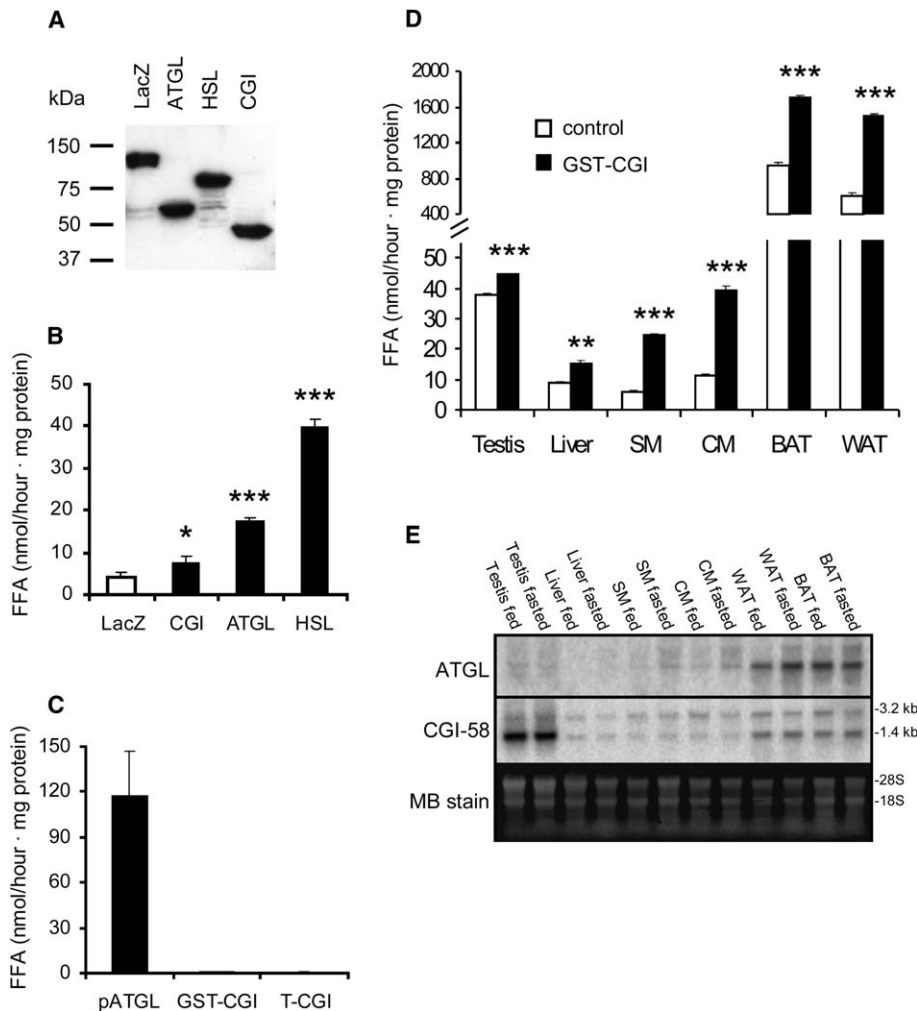 A
LacZ
ATGL
HSL
CGI
kDa
150
75
50
37
B
FFA (nmol/hour · mg protein)
50
40
30
20
10
0
*
***
***
LacZ CGI ATGL HSL
C
FFA (nmol/hour · mg protein)
150
120
90
60
30
0
pATGL GST-CGI T-CGI
D
FFA (nmol/hour · mg protein)
2000
1600
1200
800
400
50
40
30
20
10
0
control
GST-CGI
***
**
***
***
***
***
Testis Liver SM CM BAT WAT
E
Testis fed
Testis fasted
Liver fed
Liver fasted
SM fed
SM fasted
CM fed
CM fasted
WAT fed
WAT fasted
BAT fed
BAT fasted
ATGL
CGI-58
-3.2 kb
-1.4 kb
MB stain
-28S
-18S